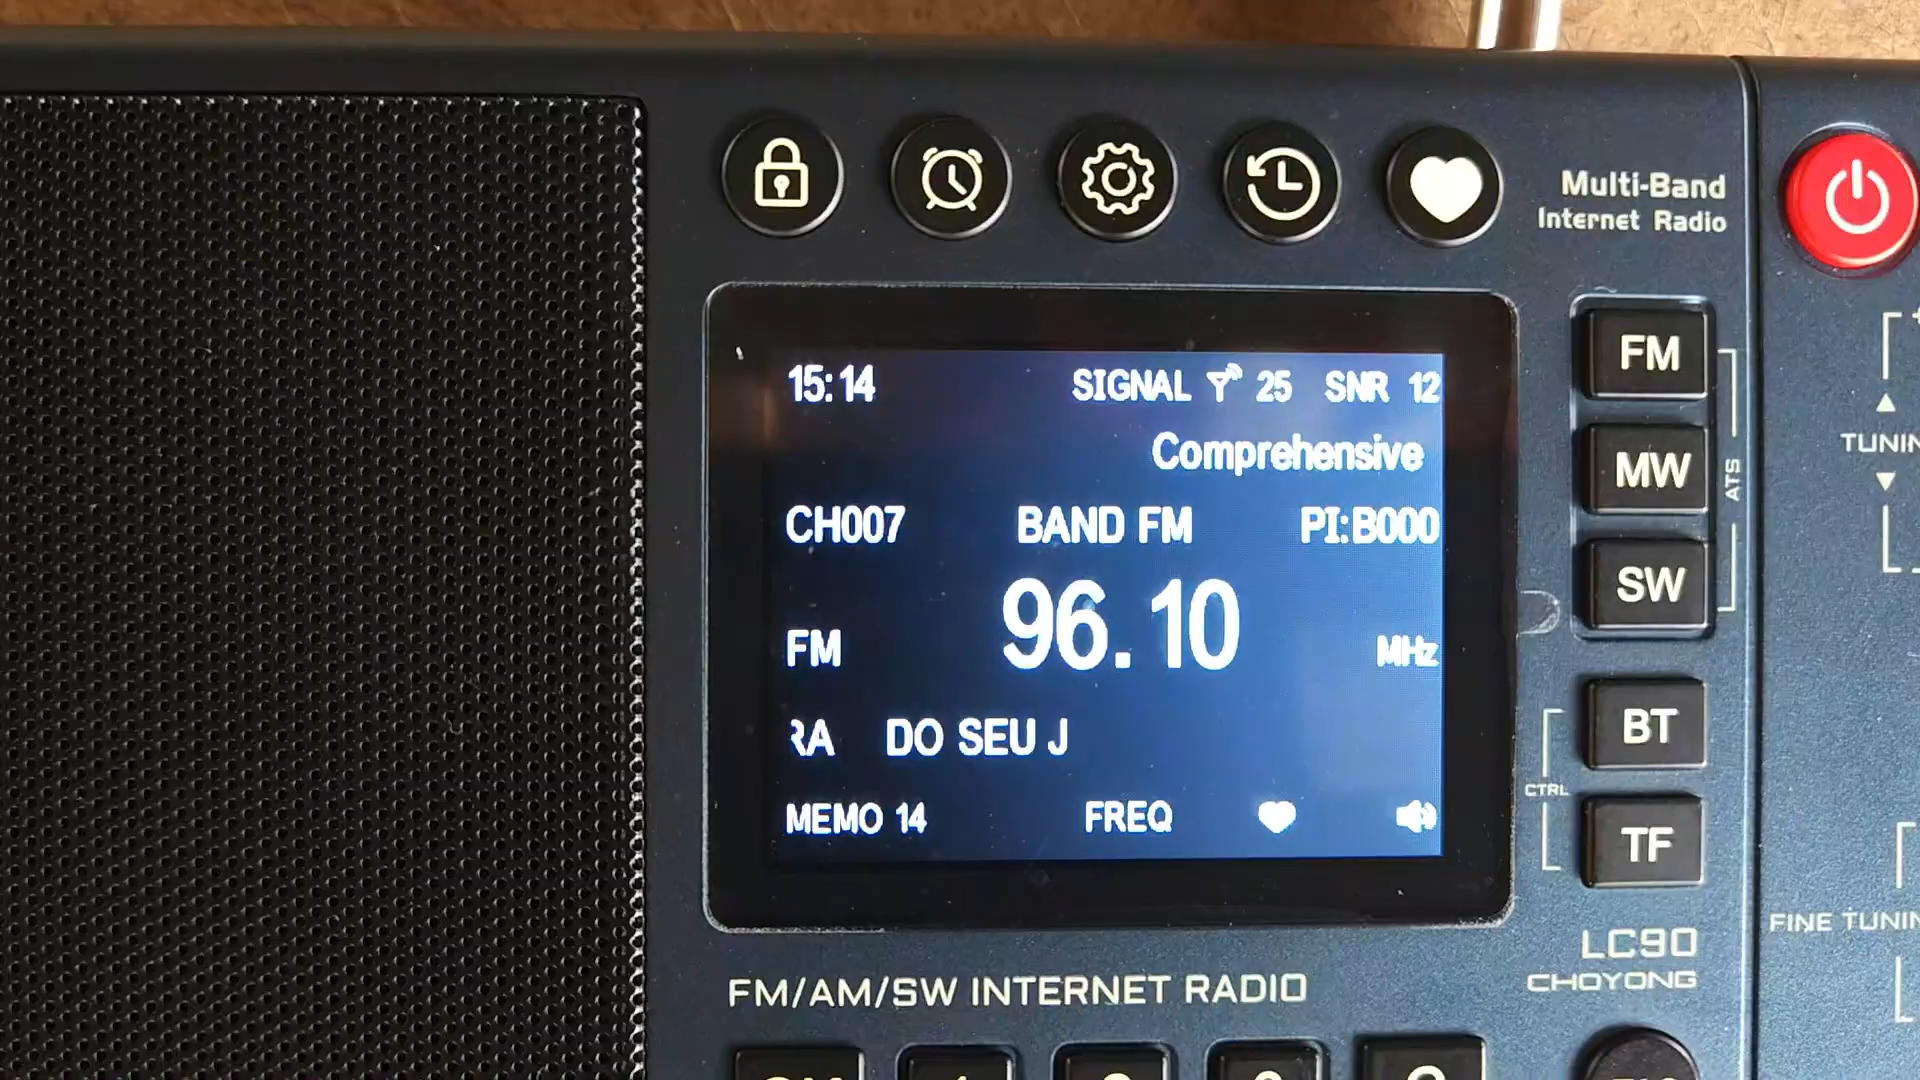 Multi-Band
Internet Radio
15:14 SIGNAL 25 SNR 12
Comprehensive
CH007 BAND FM PI:B000
96.10
FM MHz
RA DO SEU J
MEMO 14 FREQ
FM
MW
SW
ATS
BT
CTRL
TF
LC90
CHOYONG
FM/AM/SW INTERNET RADIO
TUNIN
FINE TUNIN